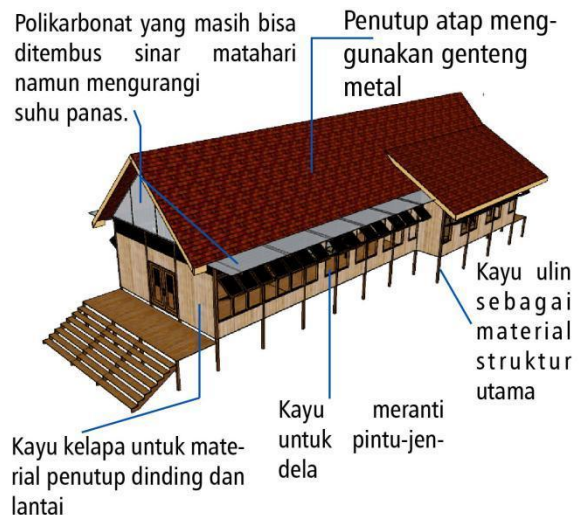 Polikarbonat yang masih bisa
ditembus sinar matahari
namun mengurangi
suhu panas.
Penutup atap meng-
gunakan genteng
metal
Kayu ulin
sebagai
material
struktur
utama
Kayu meranti
untuk pintu-jen-
dela
Kayu kelapa untuk mate-
rial penutup dinding dan
lantai